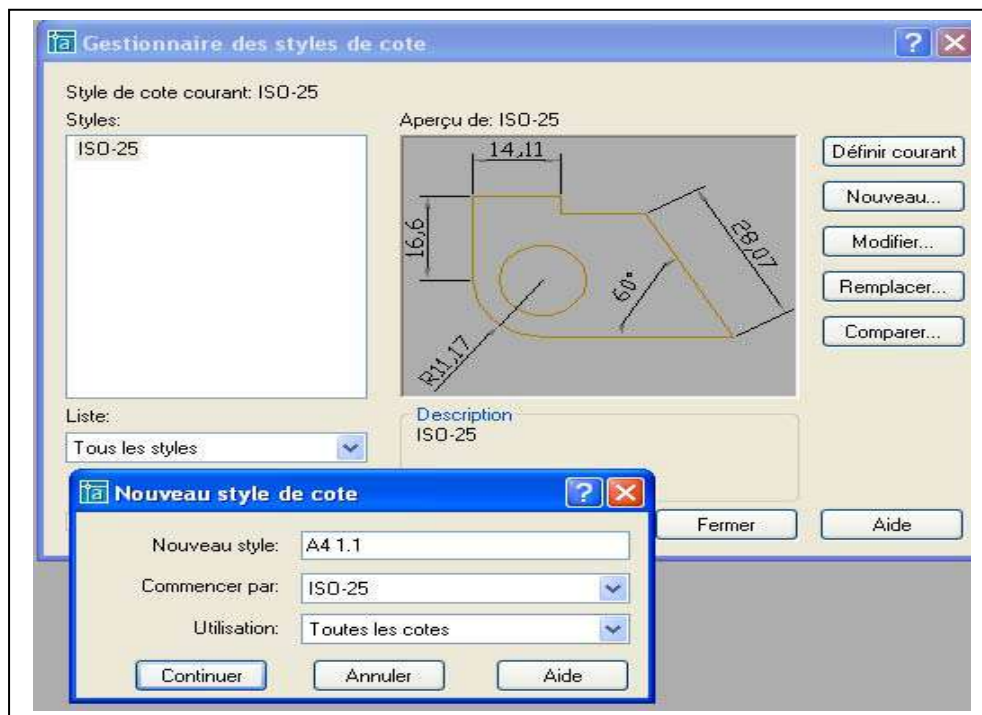 Gestionnaire des styles de cote
Style de cote courant: ISO-25
Styles:
ISO-25
Aperçu de: ISO-25
14,11
16,6
28,07
60°
R11,17
Définir courant
Nouveau...
Modifier...
Remplacer...
Comparer...
Liste:
Tous les styles
Description
ISO-25
Fermer
Aide
Nouveau style de cote
Nouveau style: A4 1.1
Commencer par: ISO-25
Utilisation: Toutes les cotes
Continuer Annuler Aide